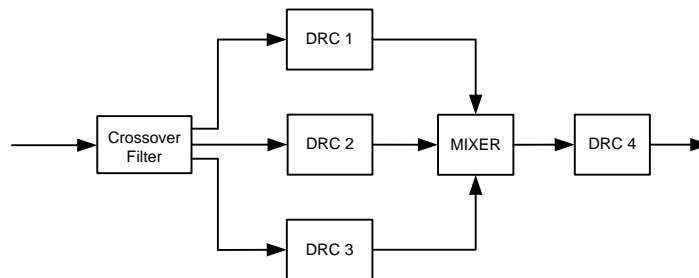 DRC 1
Crossover
Filter
DRC 2
MIXER
DRC 4
DRC 3